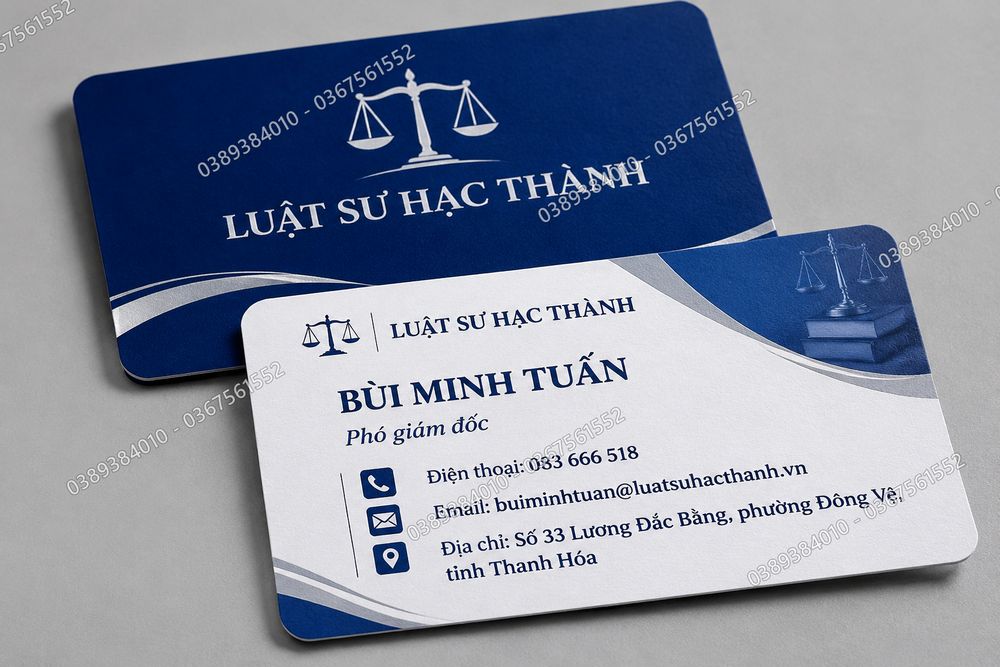 LUẬT SƯ HẠC THÀNH
LUẬT SƯ HẠC THÀNH
BÙI MINH TUẤN
Phó giám đốc
Điện thoại: 083 666 518
Email: buiminhtuan@luatsuhacthanh.vn
Địa chỉ: Số 33 Lương Đắc Bằng, phường Đông Vệ,
tỉnh Thanh Hóa
0389384010 - 0367561552
0389384010 - 0367561552
0389384010 - 0367561552
0389384010 - 0367561552
0389384010 - 0367561552
0389384010
0389384010 -